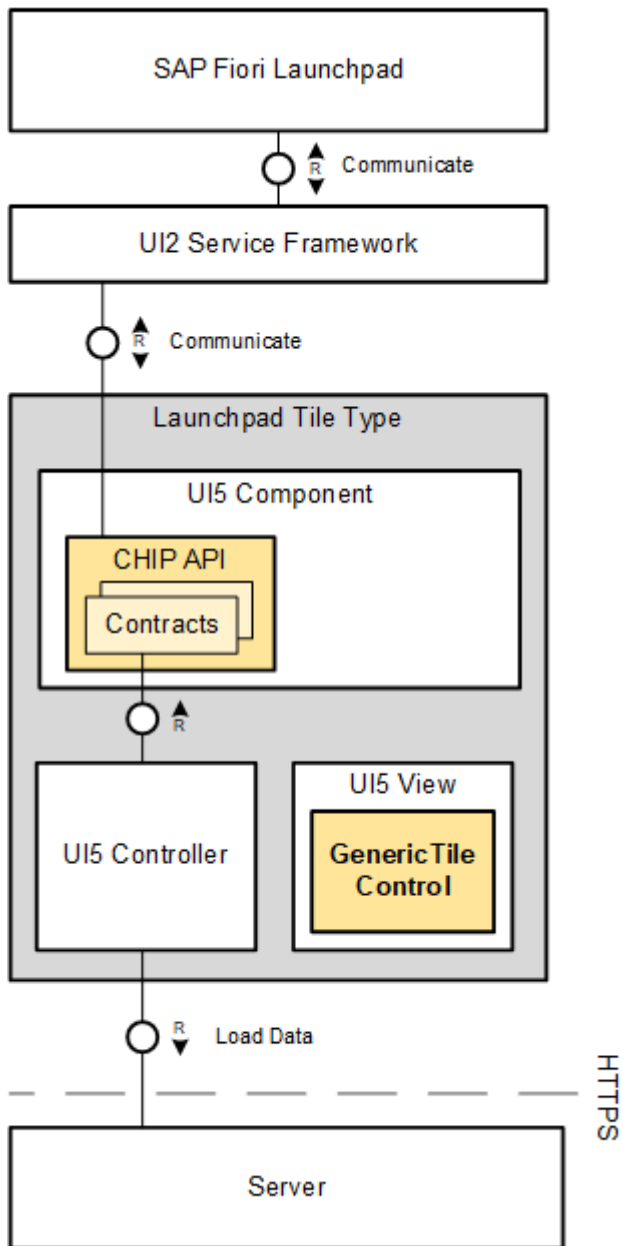 SAP Fiori Launchpad
R
Communicate
UI2 Service Framework
R
Communicate
Launchpad Tile Type
UI5 Component
CHIP API
Contracts
R
UI5 Controller
UI5 View
GenericTile
Control
R
Load Data
HTTPS
Server